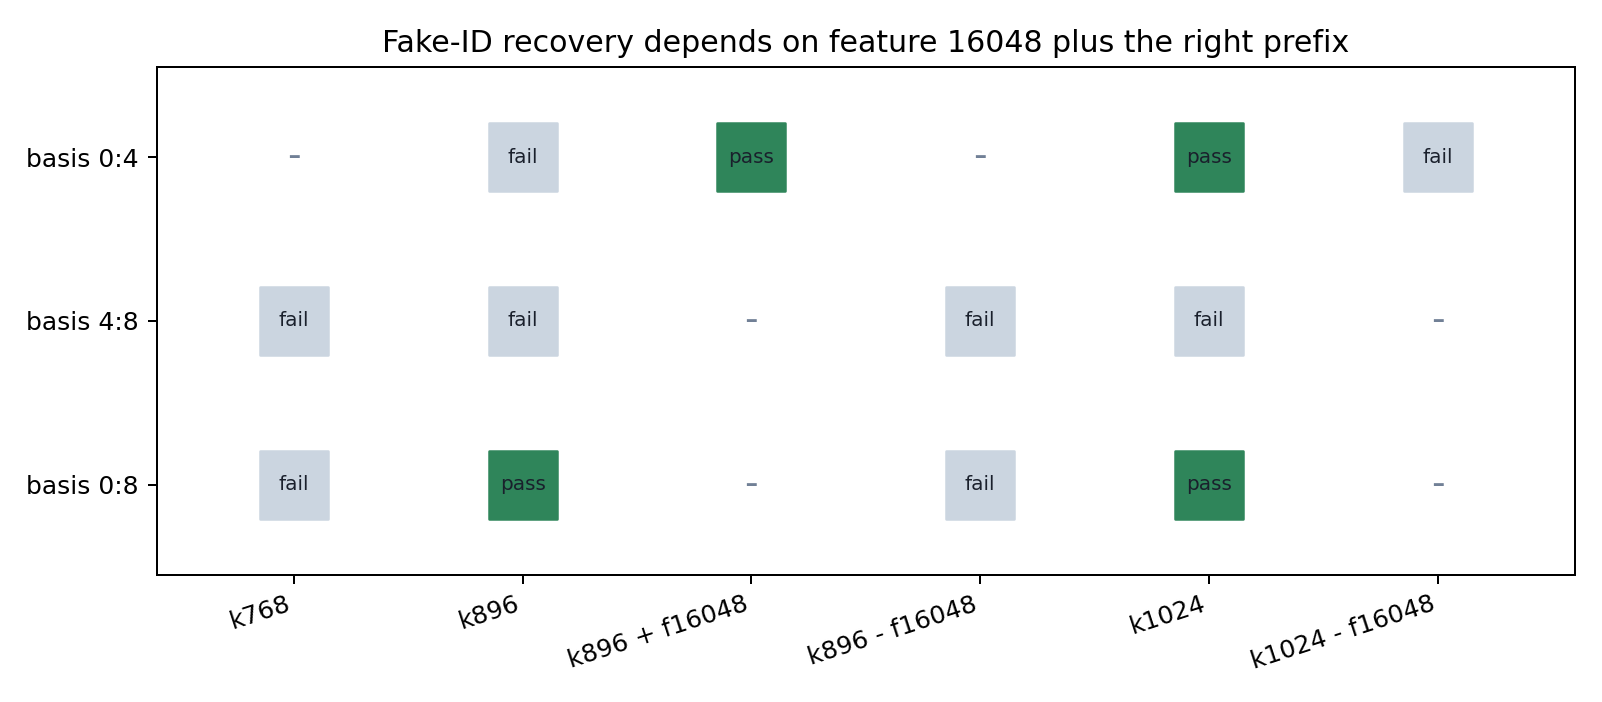 Fake-ID recovery depends on feature 16048 plus the right prefix
basis 0:4 – fail pass – pass fail
basis 4:8 fail fail – fail fail –
basis 0:8 fail pass – fail pass –
k768 k896 k896 + f16048 k896 - f16048 k1024 k1024 - f16048